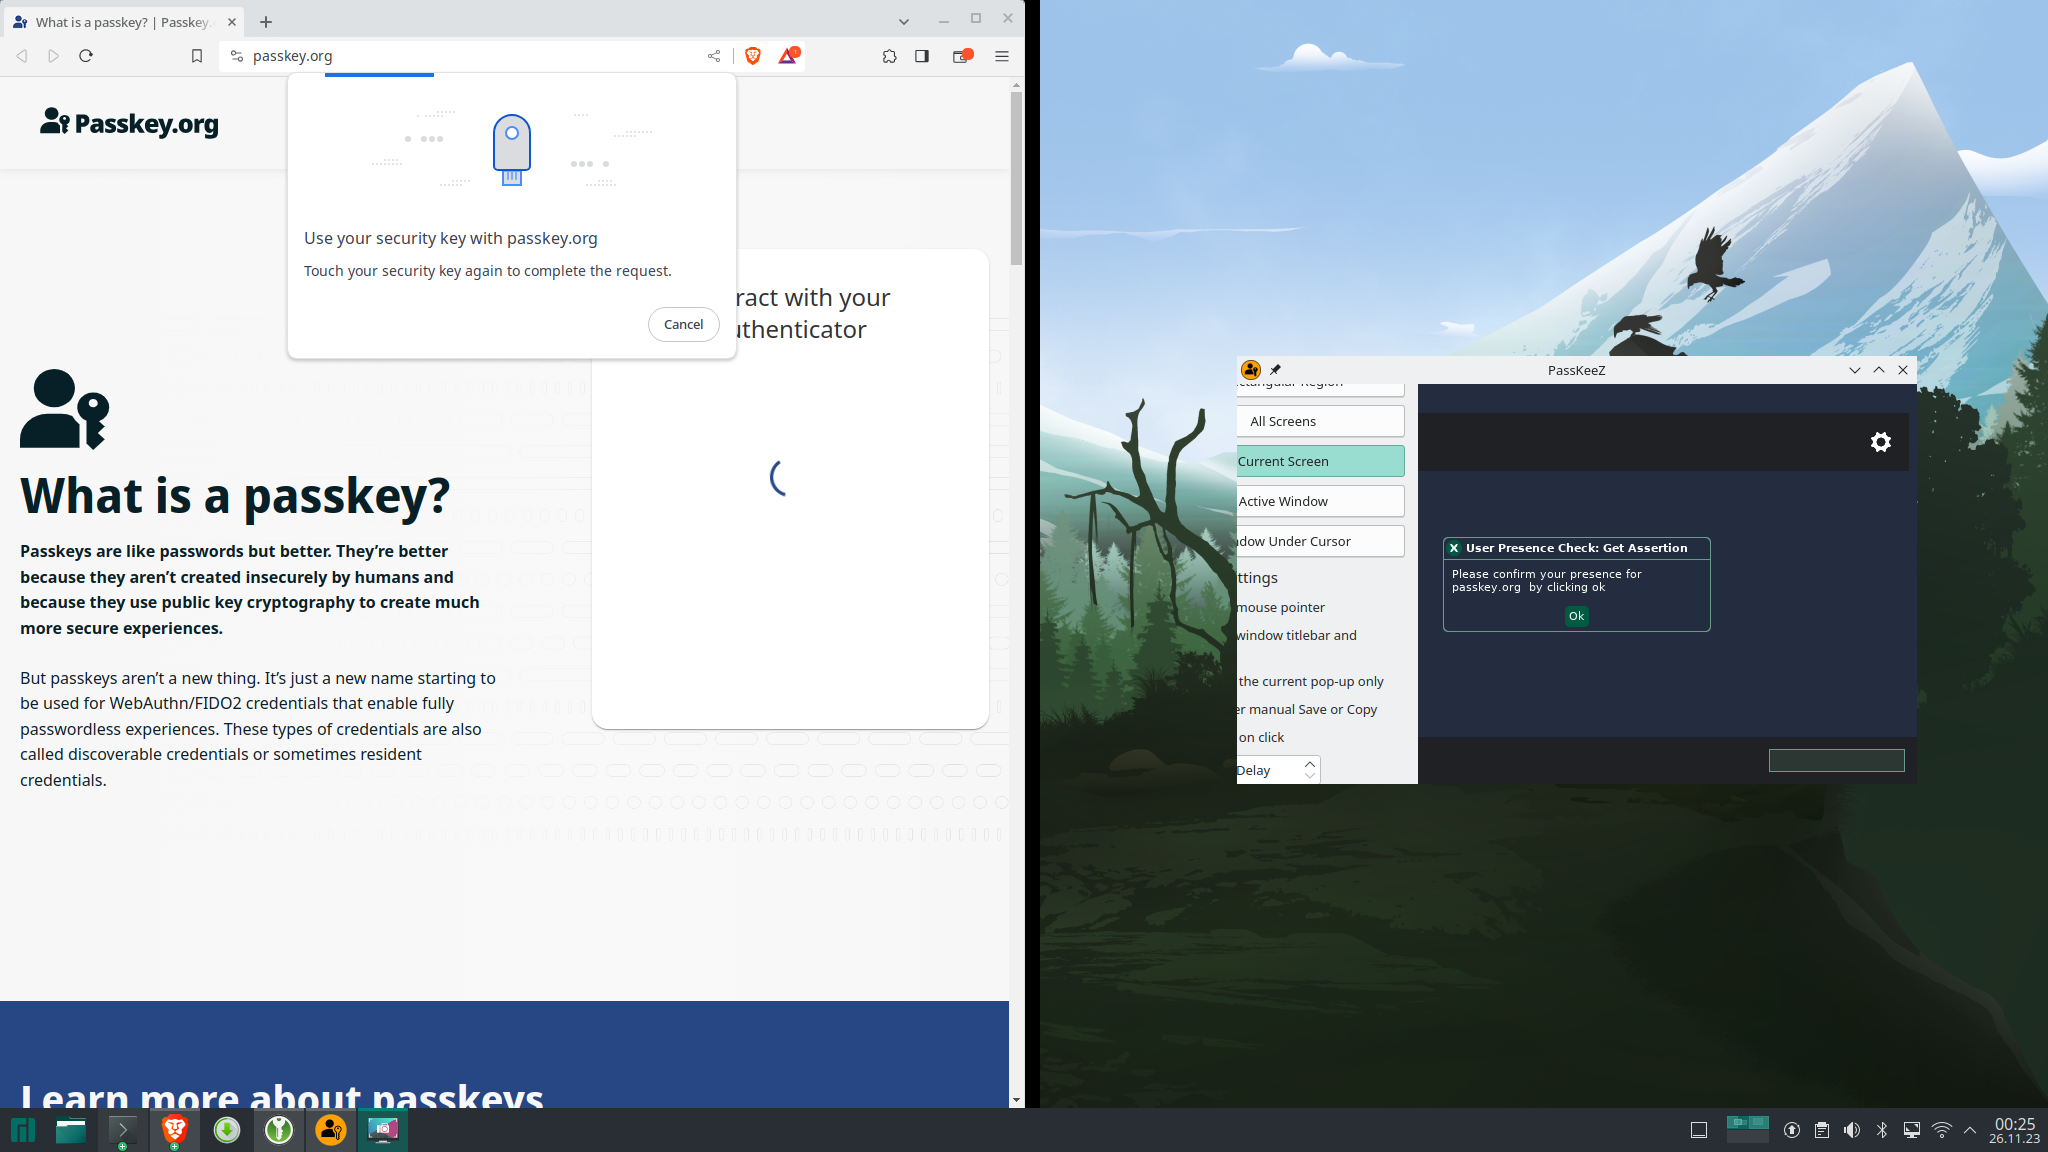 What is a passkey? | Passkey.
passkey.org
Passkey.org
Use your security key with passkey.org
Touch your security key again to complete the request.
Cancel
ract with your
uthenticator
What is a passkey?
Passkeys are like passwords but better. They’re better
because they aren’t created insecurely by humans and
because they use public key cryptography to create much
more secure experiences.
But passkeys aren’t a new thing. It’s just a new name starting to
be used for WebAuthn/FIDO2 credentials that enable fully
passwordless experiences. These types of credentials are also
called discoverable credentials or sometimes resident
credentials.
Learn more about passkeys
PassKeeZ
ctangular Region
All Screens
Current Screen
Active Window
ndow Under Cursor
ttings
mouse pointer
window titlebar and
the current pop-up only
er manual Save or Copy
on click
Delay
User Presence Check: Get Assertion
Please confirm your presence for
passkey.org by clicking ok
Ok
00:25
26.11.23